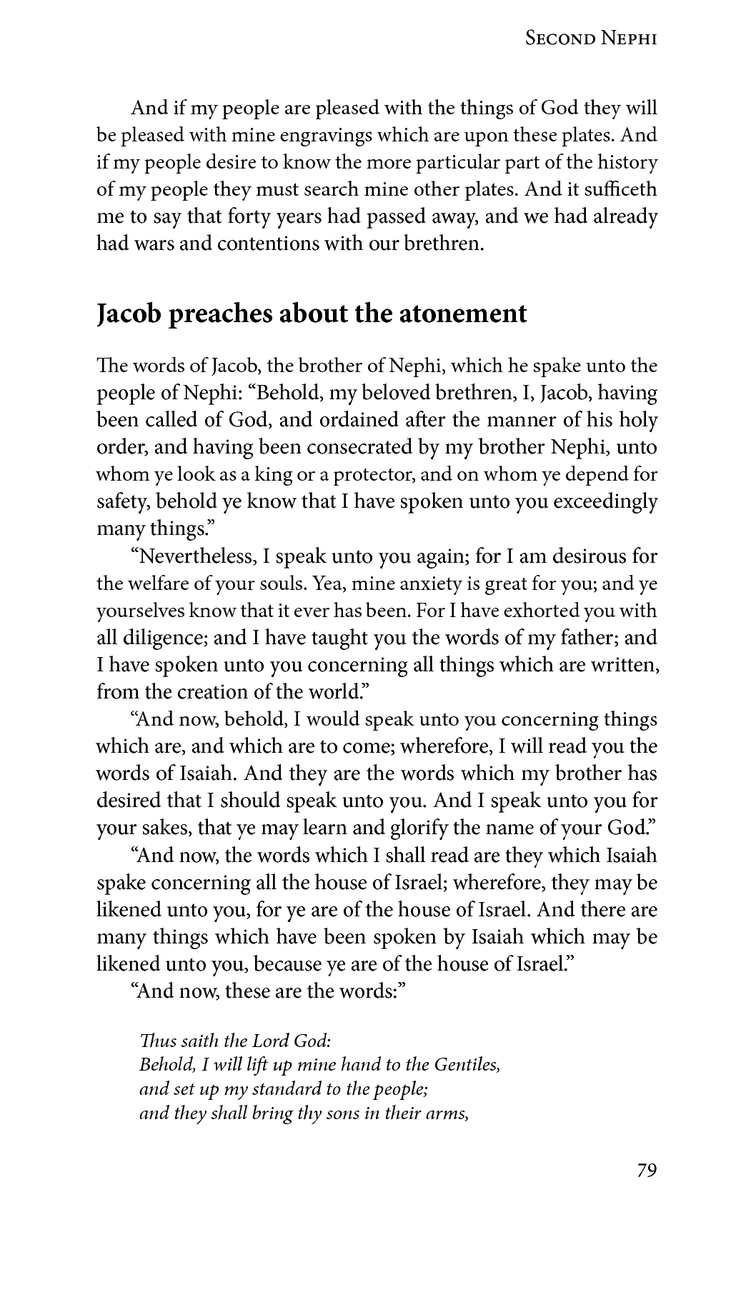 Second Nephi
And if my people are pleased with the things of God they will
be pleased with mine engravings which are upon these plates. And
if my people desire to know the more particular part of the history
of my people they must search mine other plates. And it sufficeth
me to say that forty years had passed away, and we had already
had wars and contentions with our brethren.
Jacob preaches about the atonement
The words of Jacob, the brother of Nephi, which he spake unto the
people of Nephi: “Behold, my beloved brethren, I, Jacob, having
been called of God, and ordained after the manner of his holy
order, and having been consecrated by my brother Nephi, unto
whom ye look as a king or a protector, and on whom ye depend for
safety, behold ye know that I have spoken unto you exceedingly
many things.”
“Nevertheless, I speak unto you again; for I am desirous for
the welfare of your souls. Yea, mine anxiety is great for you; and ye
yourselves know that it ever has been. For I have exhorted you with
all diligence; and I have taught you the words of my father; and
I have spoken unto you concerning all things which are written,
from the creation of the world.”
“And now, behold, I would speak unto you concerning things
which are, and which are to come; wherefore, I will read you the
words of Isaiah. And they are the words which my brother has
desired that I should speak unto you. And I speak unto you for
your sakes, that ye may learn and glorify the name of your God.”
“And now, the words which I shall read are they which Isaiah
spake concerning all the house of Israel; wherefore, they may be
likened unto you, for ye are of the house of Israel. And there are
many things which have been spoken by Isaiah which may be
likened unto you, because ye are of the house of Israel.”
“And now, these are the words:”
Thus saith the Lord God:
Behold, I will lift up mine hand to the Gentiles,
and set up my standard to the people;
and they shall bring thy sons in their arms,
79